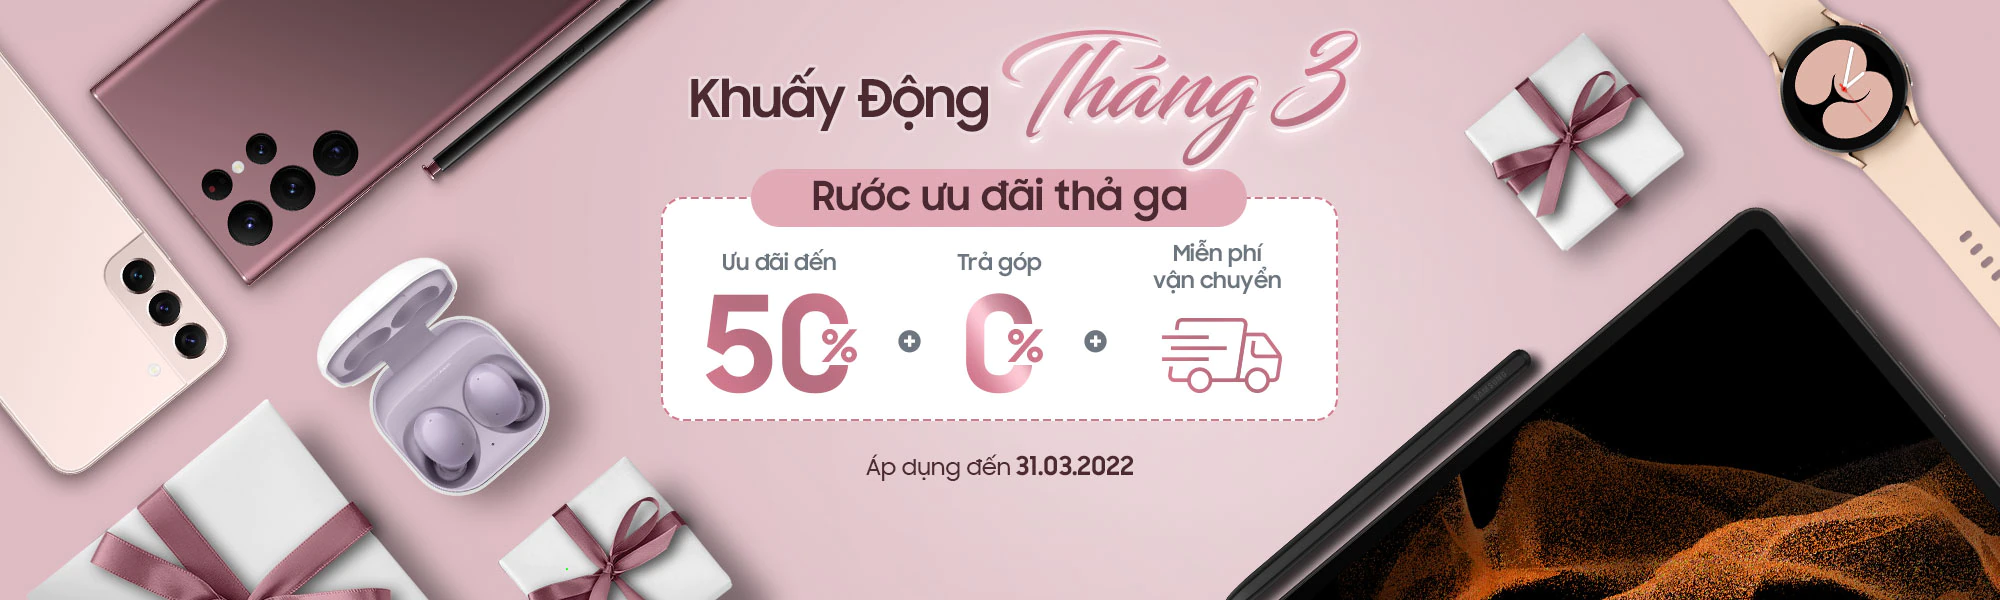 Khuấy Động Tháng 3
Rước ưu đãi thả ga
Ưu đãi đến
50%
Trả góp
0%
Miễn phí
vận chuyển
Áp dụng đến 31.03.2022
SAMSUNG